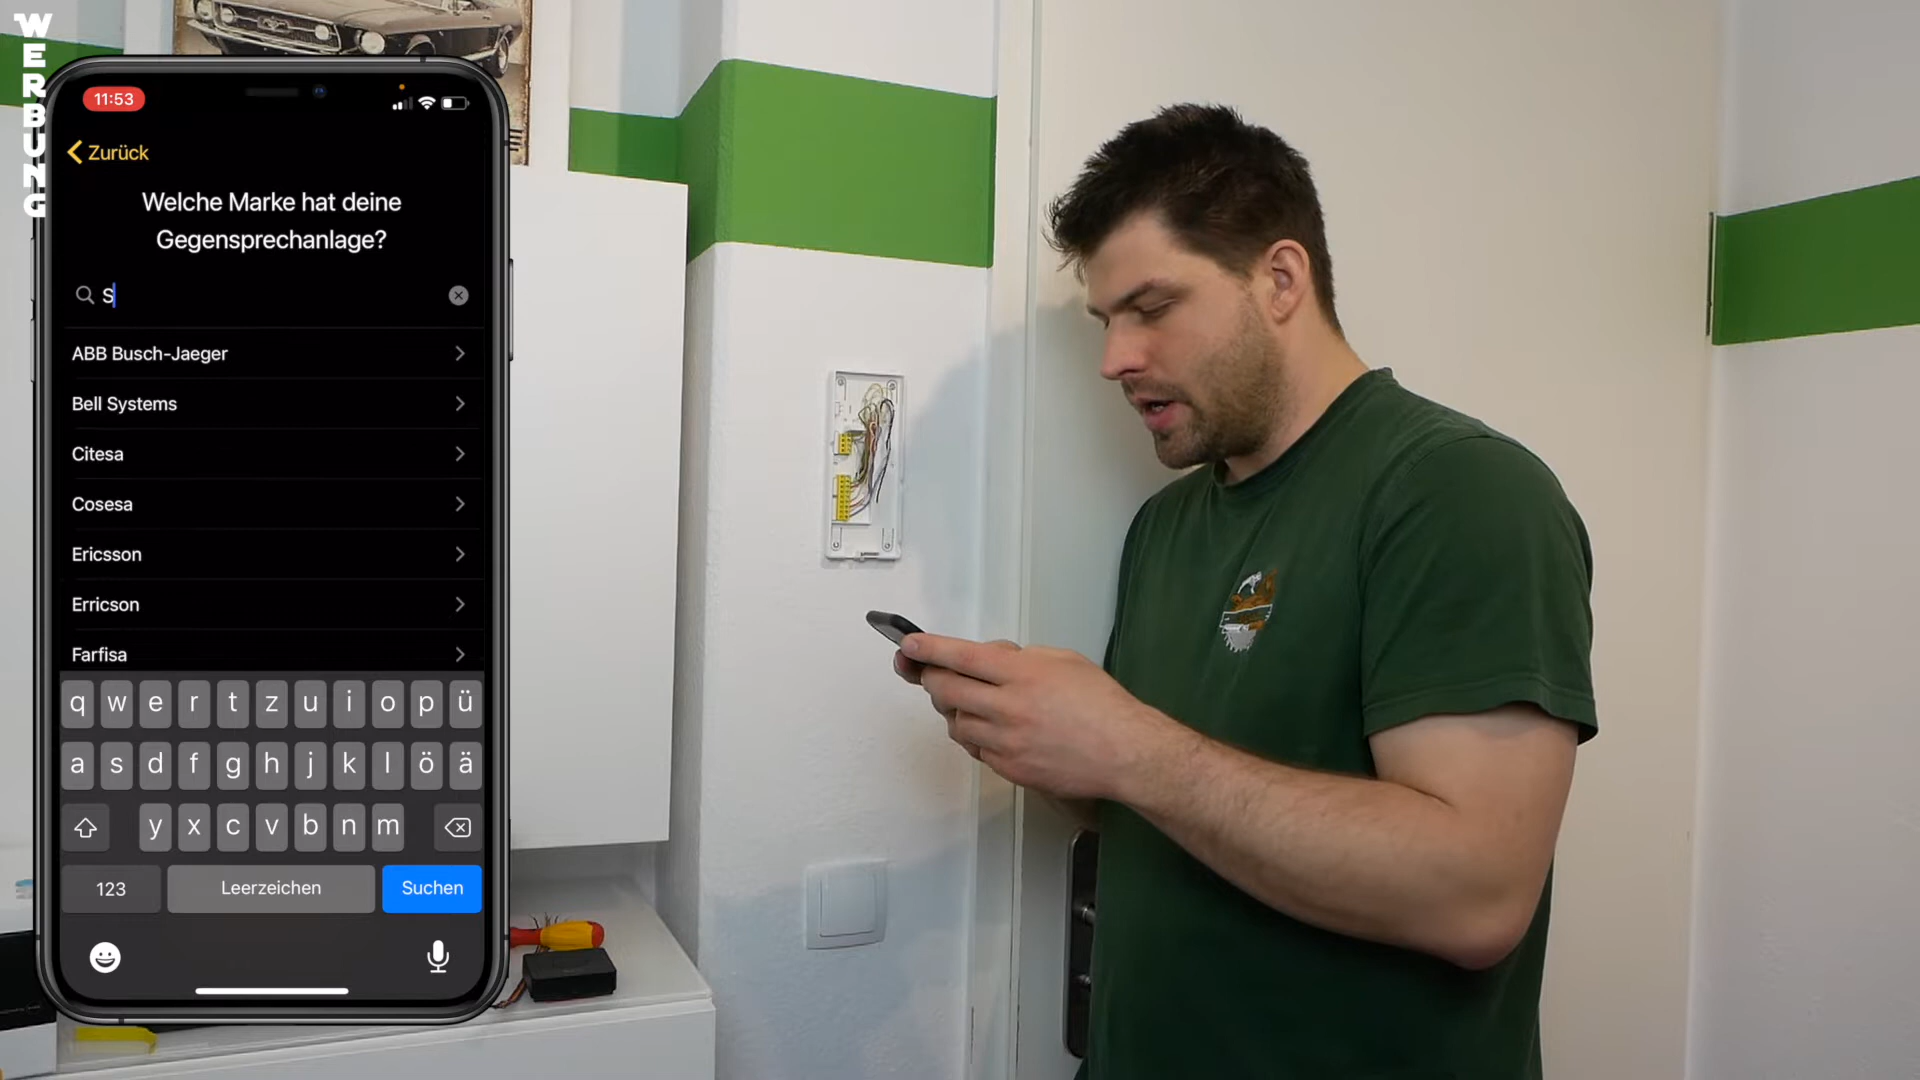 WERBUNG
11:53
Zurück
Welche Marke hat deine
Gegensprechanlage?
S
ABB Busch-Jaeger
Bell Systems
Citesa
Cosesa
Ericsson
Erricson
Farfisa
q w e r t z u i o p ü
a s d f g h j k l ö ä
y x c v b n m
123 Leerzeichen Suchen